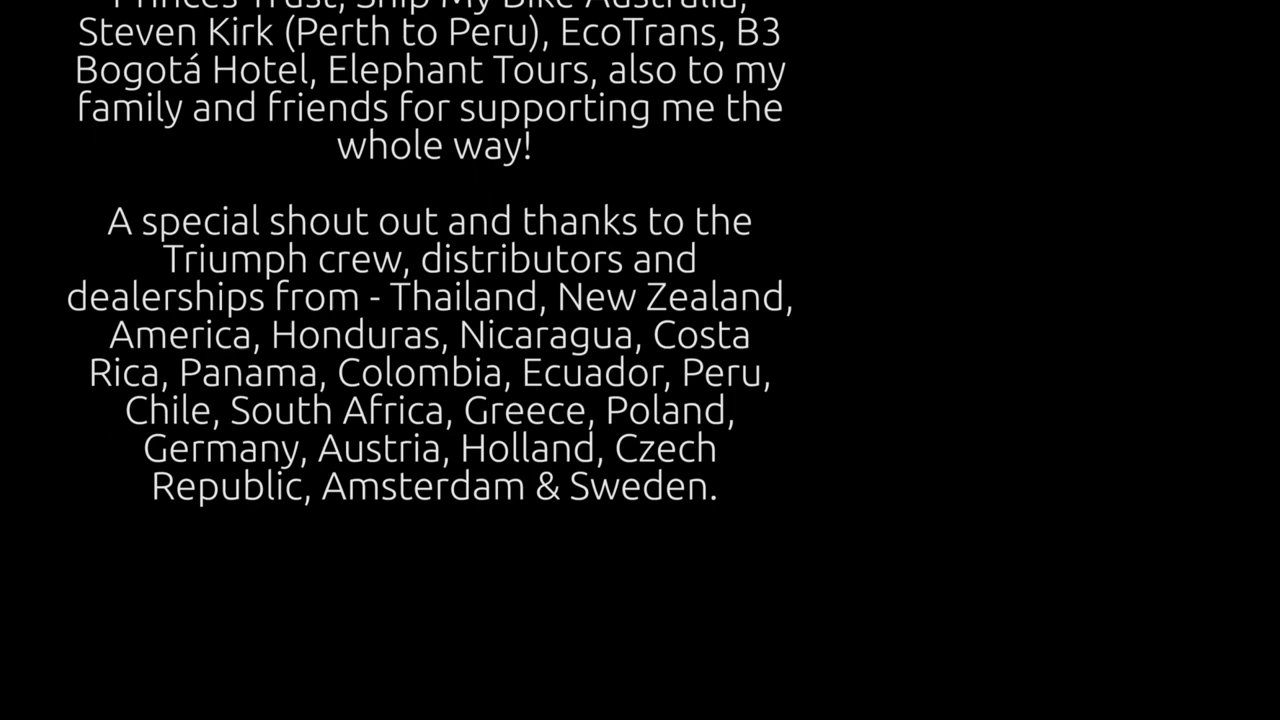 Princes Trust, Ship My Bike Australia,
Steven Kirk (Perth to Peru), EcoTrans, B3
Bogotá Hotel, Elephant Tours, also to my
family and friends for supporting me the
whole way!
A special shout out and thanks to the
Triumph crew, distributors and
dealerships from - Thailand, New Zealand,
America, Honduras, Nicaragua, Costa
Rica, Panama, Colombia, Ecuador, Peru,
Chile, South Africa, Greece, Poland,
Germany, Austria, Holland, Czech
Republic, Amsterdam & Sweden.